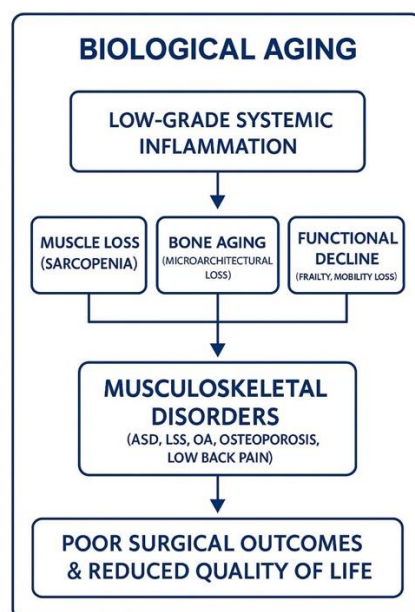 BIOLOGICAL AGING
LOW-GRADE SYSTEMIC
INFLAMMATION
MUSCLE LOSS
(SARCOPENIA)
BONE AGING
(MICROARCHITECTURAL
LOSS)
FUNCTIONAL
DECLINE
(FRAILTY, MOBILITY LOSS)
MUSCULOSKELETAL
DISORDERS
(ASD, LSS, OA, OSTEOPOROSIS,
LOW BACK PAIN)
POOR SURGICAL OUTCOMES
& REDUCED QUALITY OF LIFE